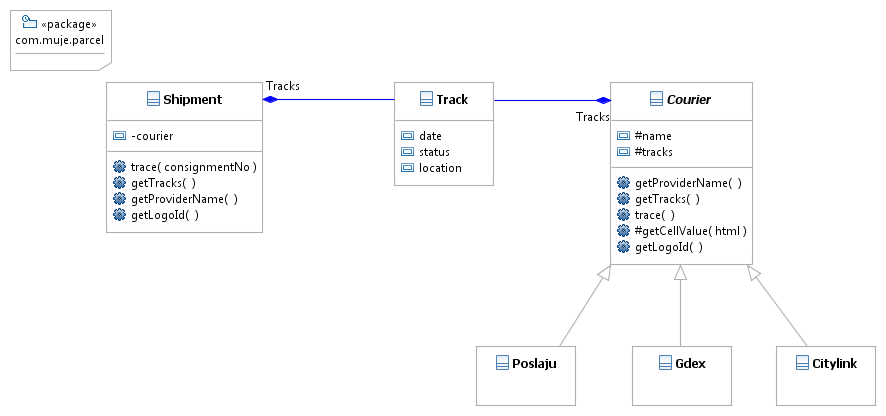 «package»
com.muje.parcel
Shipment
-courier
trace( consignmentNo )
getTracks( )
getProviderName( )
getLogoId( )
Tracks
Track
date
status
location
Tracks
Courier
#name
#tracks
getProviderName( )
getTracks( )
trace( )
#getCellValue( html )
getLogoId( )
Poslaju
Gdex
Citylink